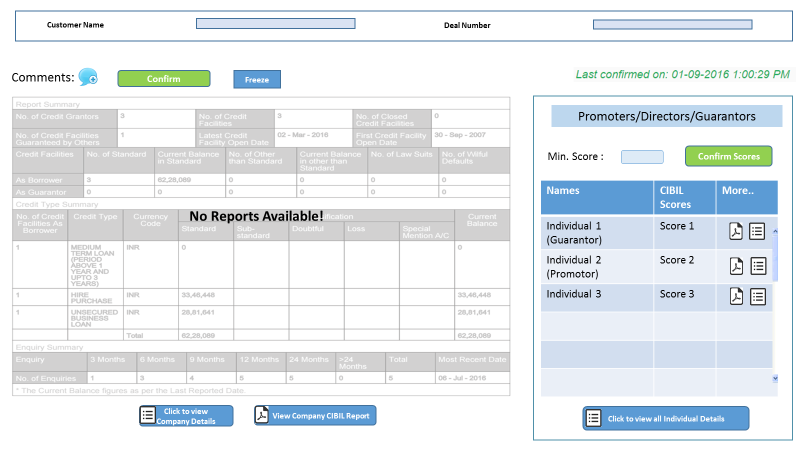 Customer Name
Deal Number
Comments:
Confirm
Freeze
Last confirmed on: 01-09-2016 1:00:29 PM
Report Summary
No. of Credit Grantors 3 No. of Credit Facilities 3 No. of Closed Credit Facilities 0
No. of Credit Facilities Guaranteed by Others 1 Latest Credit Facility Open Date 02 - Mar - 2016 First Credit Facility Open Date 30 - Sep - 2007
Credit Facilities No. of Standard Current Balance in Standard No. of Other than Standard Current Balance in other than Standard No. of Law Suits No. of Wilful Defaults
As Borrower 3 62,28,089 0 0 0 0
As Guarantor 0 0 0 0 0 0
Credit Type Summary
No. of Credit Facilities As Borrower Credit Type Currency Code Standard Sub-standard Doubtful Loss Special Mention A/C Current Balance
No Reports Available!
1 MEDIUM TERM LOAN (PERIOD ABOVE 1 YEAR AND UPTO 3 YEARS) INR 0 0
1 HIRE PURCHASE INR 33,46,448 33,46,448
1 UNSECURED BUSINESS LOAN INR 28,81,641 28,81,641
Total 62,28,089 62,28,089
Enquiry Summary
Enquiry 3 Months 6 Months 9 Months 12 Months 24 Months >24 Months Total Most Recent Date
No. of Enquiries 1 3 4 5 5 0 5 06 - Jul - 2016
* The Current Balance figures as per the Last Reported Date.
Click to view
Company Details
View Company CIBIL Report
Promoters/Directors/Guarantors
Min. Score :
Confirm Scores
Names CIBIL Scores More..
Individual 1 (Guarantor) Score 1
Individual 2 (Promotor) Score 2
Individual 3 Score 3
Click to view all Individual Details